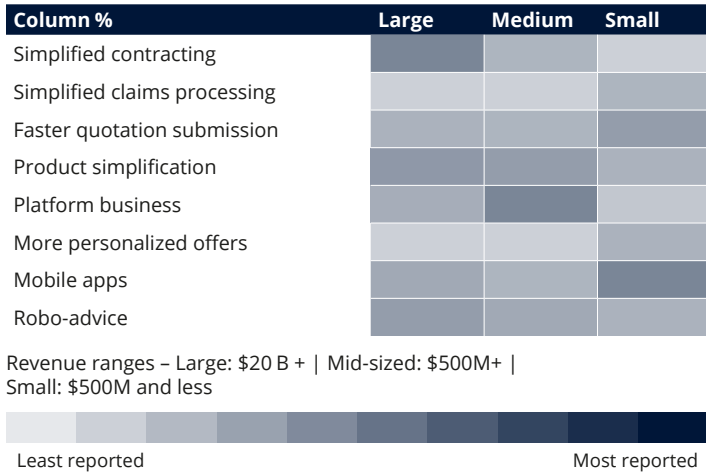 Column % Large Medium Small
Simplified contracting
Simplified claims processing
Faster quotation submission
Product simplification
Platform business
More personalized offers
Mobile apps
Robo-advice
Revenue ranges – Large: $20 B + | Mid-sized: $500M+ |
Small: $500M and less
Least reported Most reported